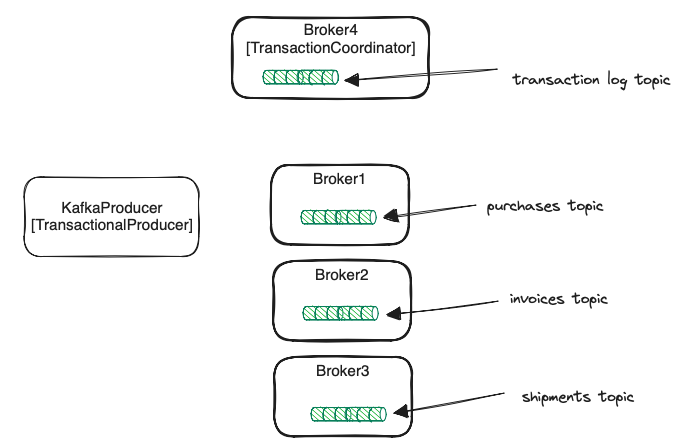 Broker4
[TransactionCoordinator]
transaction log topic
KafkaProducer
[TransactionalProducer]
Broker1
purchases topic
Broker2
invoices topic
Broker3
shipments topic